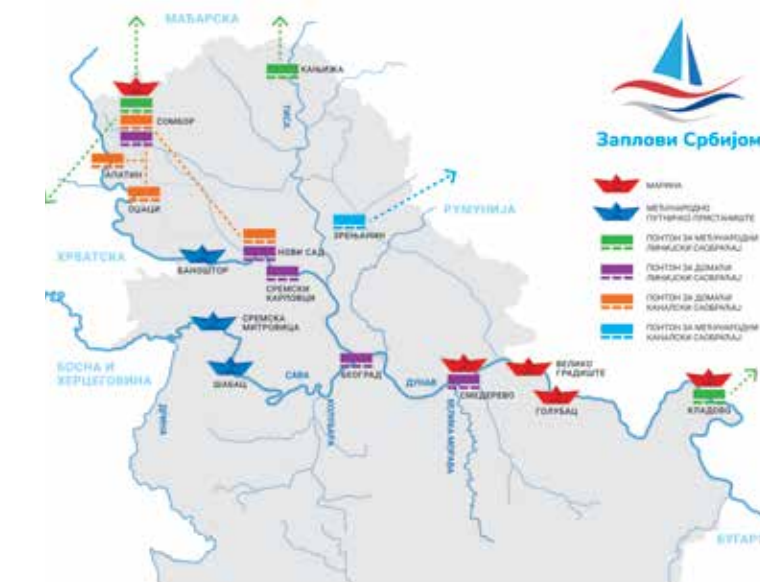 МАЂАРСКА
КАЊИЖА
ТИСА
СОМБОР
АПАТИН
ОЏАЦИ
ХРВАТСКА
БАНОШТОР
НОВИ САД
СРЕМСКИ
КАРЛОВЦИ
ЗРЕЊАНИН
РУМУНИЈА
СРЕМСКА
МИТРОВИЦА
БОСНА И
ХЕРЦЕГОВИНА
ШАБАЦ
САВА
БЕОГРАД
ДУНАВ
СМЕДЕРЕВО
ВЕЛИКО
ГРАДИШТЕ
ГОЛУБАЦ
КЛАДОВО
ДРИНА
КОЛУБАРА
ВЕЛИКА МОРАВА
БУГАР
Заплови Србијом
МАРИНА
МЕЂУНАРОДНО
ПУТНИЧКО ПРИСТАНИШТЕ
ПОНТОН ЗА МЕЂУНАРОДНИ
ЛИНИЈСКИ САОБРАЋАЈ
ПОНТОН ЗА ДОМАЋИ
ЛИНИЈСКИ САОБРАЋАЈ
ПОНТОН ЗА ДОМАЋИ
КАНАЛСКИ САОБРАЋАЈ
ПОНТОН ЗА МЕЂУНАРОДНИ
КАНАЛСКИ САОБРАЋАЈ